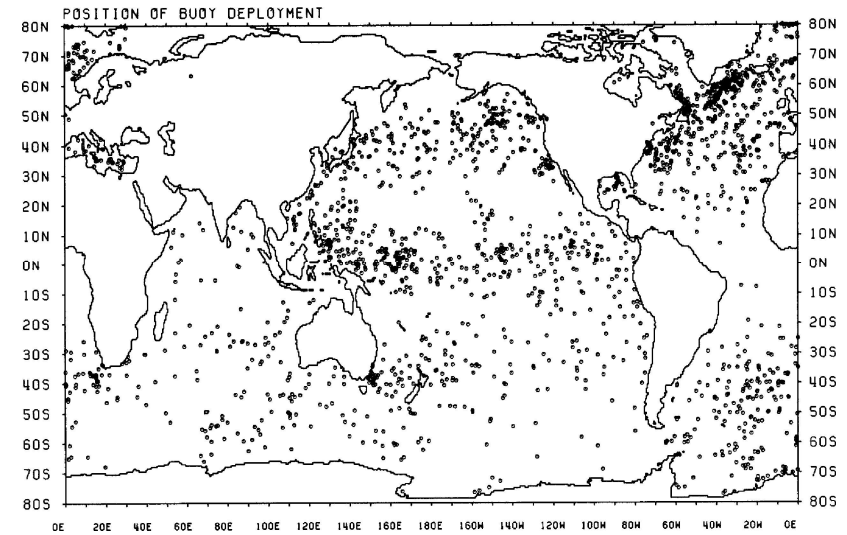 POSITION OF BUOY DEPLOYMENT
80N 80N
70N 70N
60N 60N
50N 50N
40N 40N
30N 30N
20N 20N
10N 10N
0N 0N
10S 10S
20S 20S
30S 30S
40S 40S
50S 50S
60S 60S
70S 70S
80S 80S
0E 20E 40E 60E 80E 100E 120E 140E 160E 180E 160W 140W 120W 100W 80W 60W 40W 20W 0E